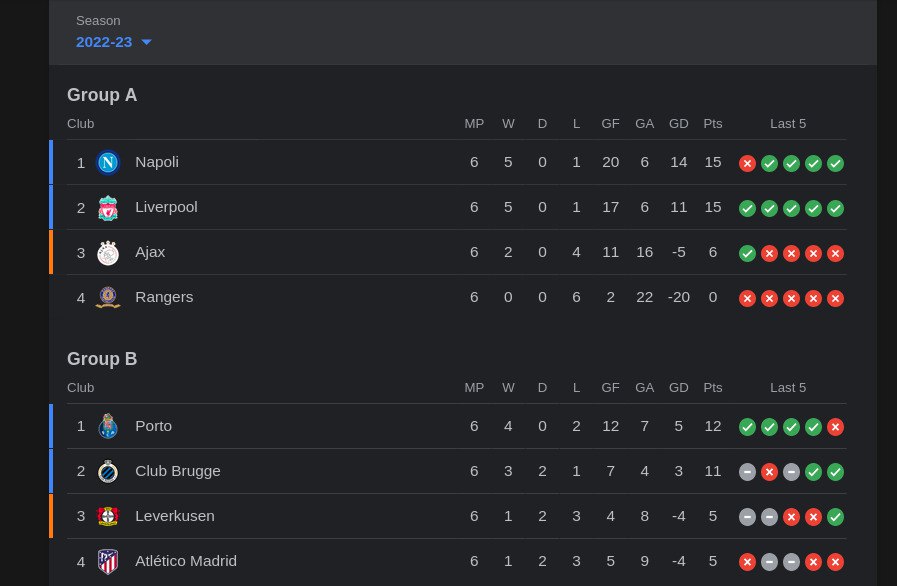 Season
2022-23
Group A
Club MP W D L GF GA GD Pts Last 5
1 Napoli 6 5 0 1 20 6 14 15
2 Liverpool 6 5 0 1 17 6 11 15
3 Ajax 6 2 0 4 11 16 -5 6
4 Rangers 6 0 0 6 2 22 -20 0
Group B
Club MP W D L GF GA GD Pts Last 5
1 Porto 6 4 0 2 12 7 5 12
2 Club Brugge 6 3 2 1 7 4 3 11
3 Leverkusen 6 1 2 3 4 8 -4 5
4 Atlético Madrid 6 1 2 3 5 9 -4 5